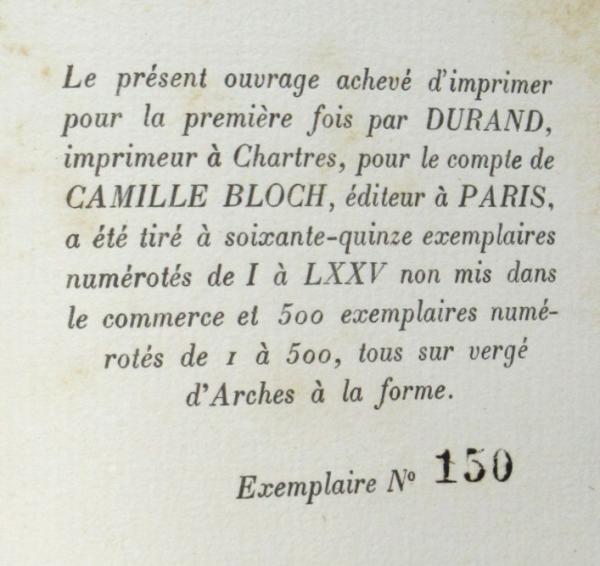 Le présent ouvrage achevé d'imprimer
pour la première fois par DURAND,
imprimeur à Chartres, pour le compte de
CAMILLE BLOCH, éditeur à PARIS,
a été tiré à soixante-quinze exemplaires
numérotés de I à LXXV non mis dans
le commerce et 500 exemplaires numé-
rotés de 1 à 500, tous sur vergé
d'Arches à la forme.
Exemplaire Nº 150